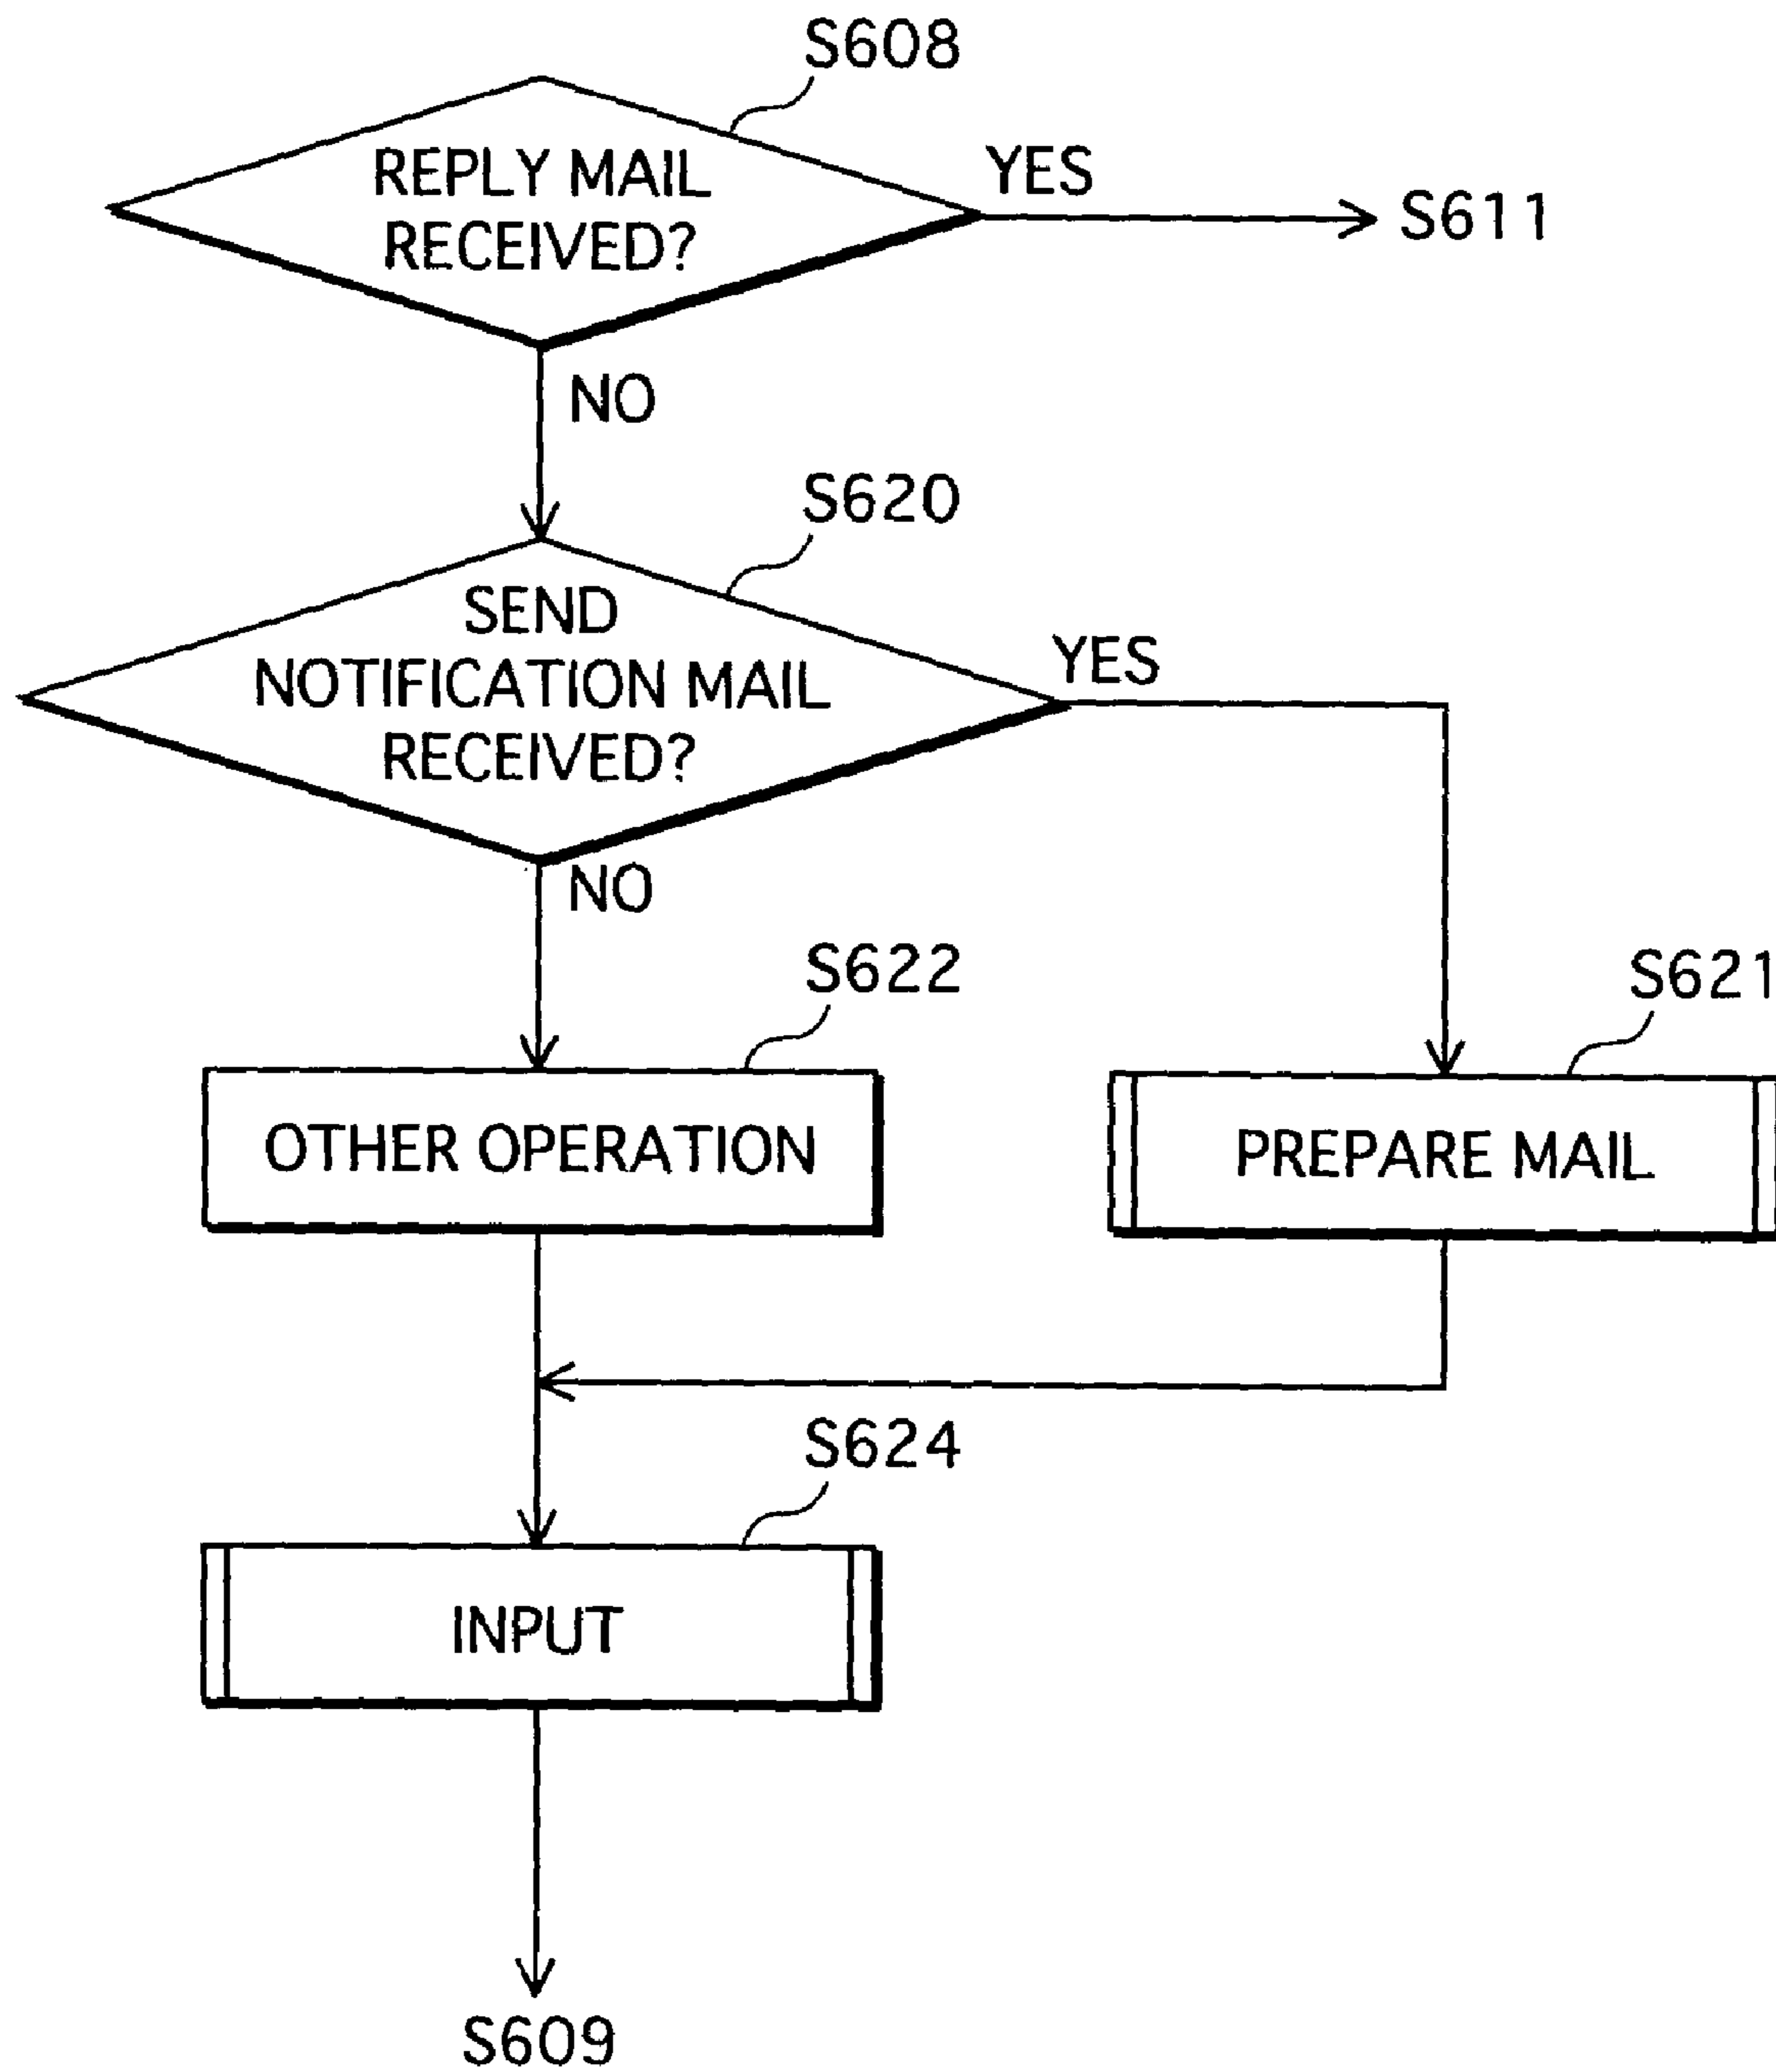 S608
REPLY MAIL
RECEIVED?
YES
S611
NO
S620
SEND
NOTIFICATION MAIL
RECEIVED?
YES
NO
S622
S621
OTHER OPERATION
PREPARE MAIL
S624
INPUT
S609